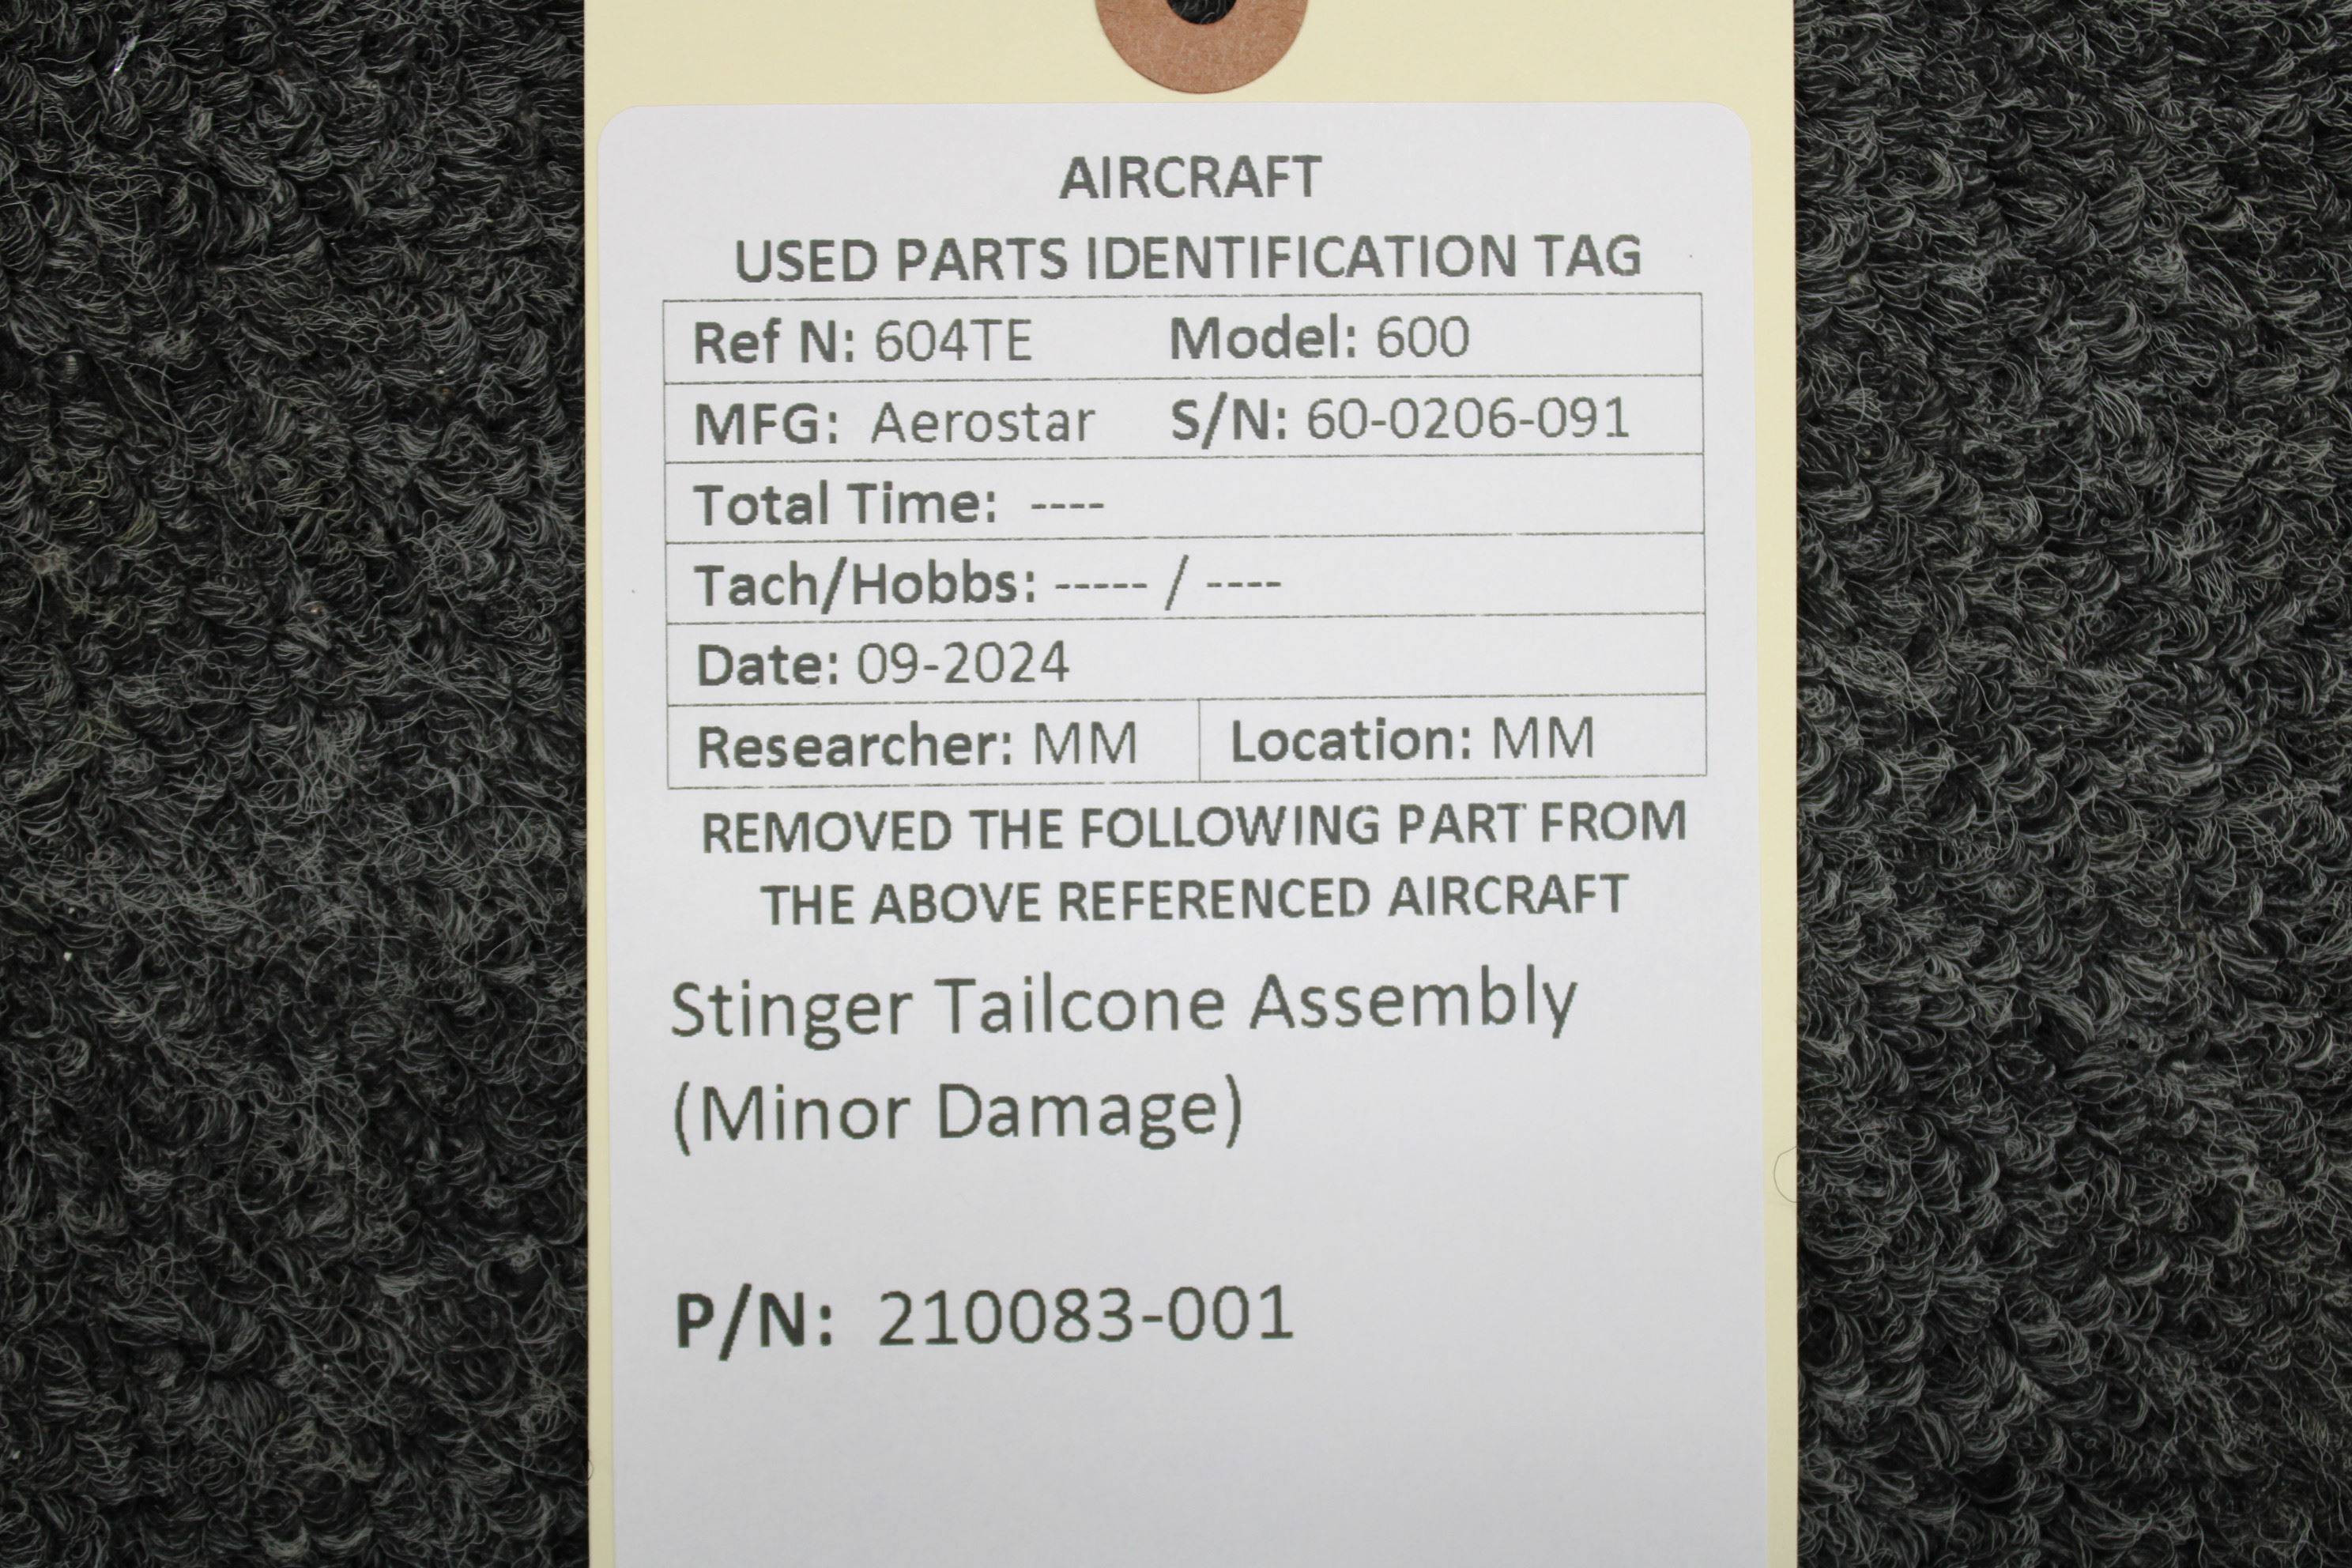 AIRCRAFT
USED PARTS IDENTIFICATION TAG
Ref N: 604TE Model: 600
MFG: Aerostar S/N: 60-0206-091
Total Time: ----
Tach/Hobbs: ----- / ----
Date: 09-2024
Researcher: MM Location: MM
REMOVED THE FOLLOWING PART FROM
THE ABOVE REFERENCED AIRCRAFT
Stinger Tailcone Assembly
(Minor Damage)
P/N: 210083-001